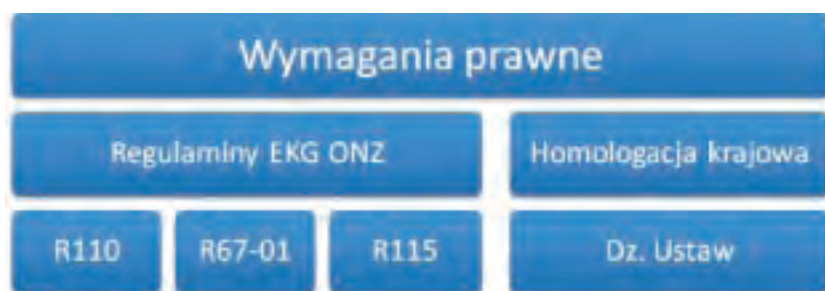 Wymagania prawne
Regulaminy EKG ONZ
Homologacja krajowa
R110
R67-01
R115
Dz. Ustaw